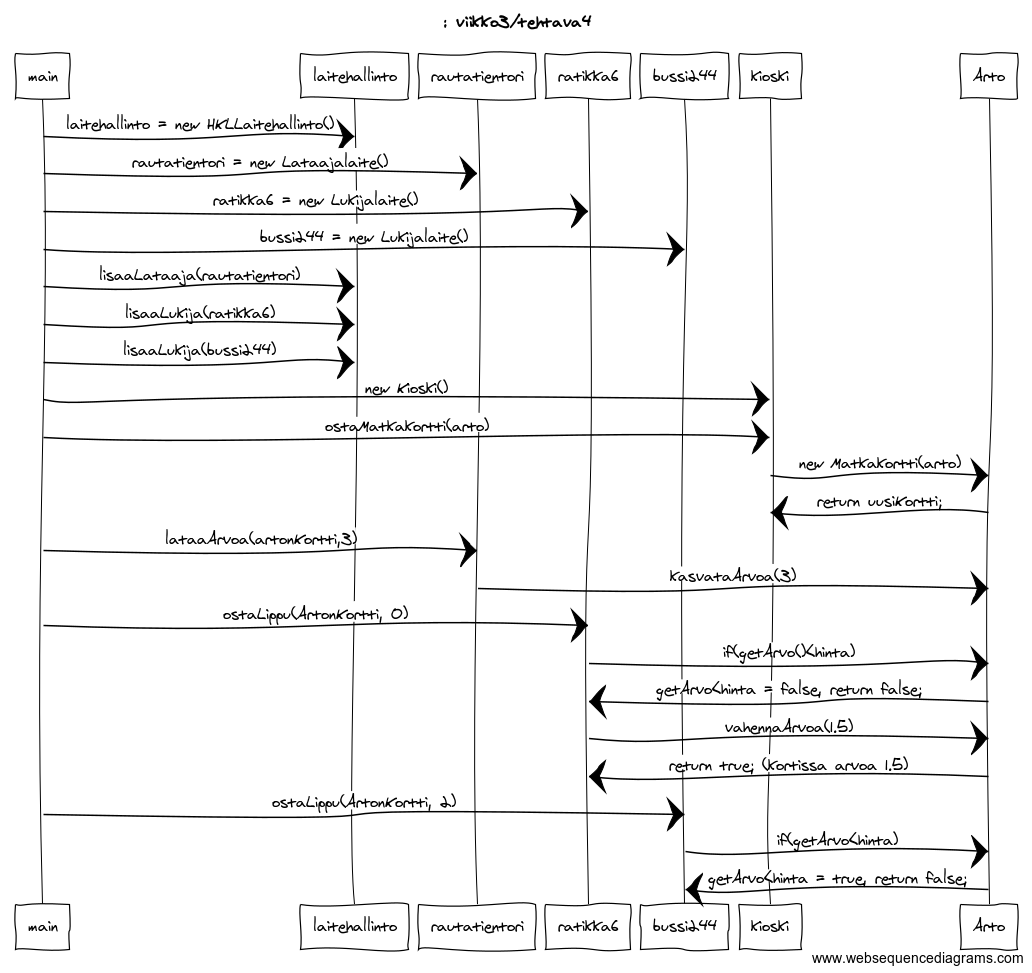 : viikko3/tehtava4
main laitehallinto rautatientori ratikka6 bussi244 Kioski Arto
laitehallinto = new HKLLaitehallinto()
rautatientori = new Lataajalaite()
ratikka6 = new Lukijalaite()
bussi244 = new Lukijalaite()
lisaaLataaja(rautatientori)
lisaaLukija(ratikka6)
lisaaLukija(bussi244)
new Kioski()
ostaMatkakortti(arto)
new Matkakortti(arto)
return uusiKortti;
lataaArvoa(artonKortti,3)
kasvataArvoa(3)
ostaLippu(ArtonKortti, 0)
if(getArvo()<hinta)
getArvo<hinta = false, return false;
vahennaArvoa(1.5)
return true; (kortissa arvoa 1.5)
ostaLippu(ArtonKortti, 2)
if(getArvo<hinta)
getArvo<hinta = true, return false;
main laitehallinto rautatientori ratikka6 bussi244 Kioski Arto
www.websequencediagrams.com